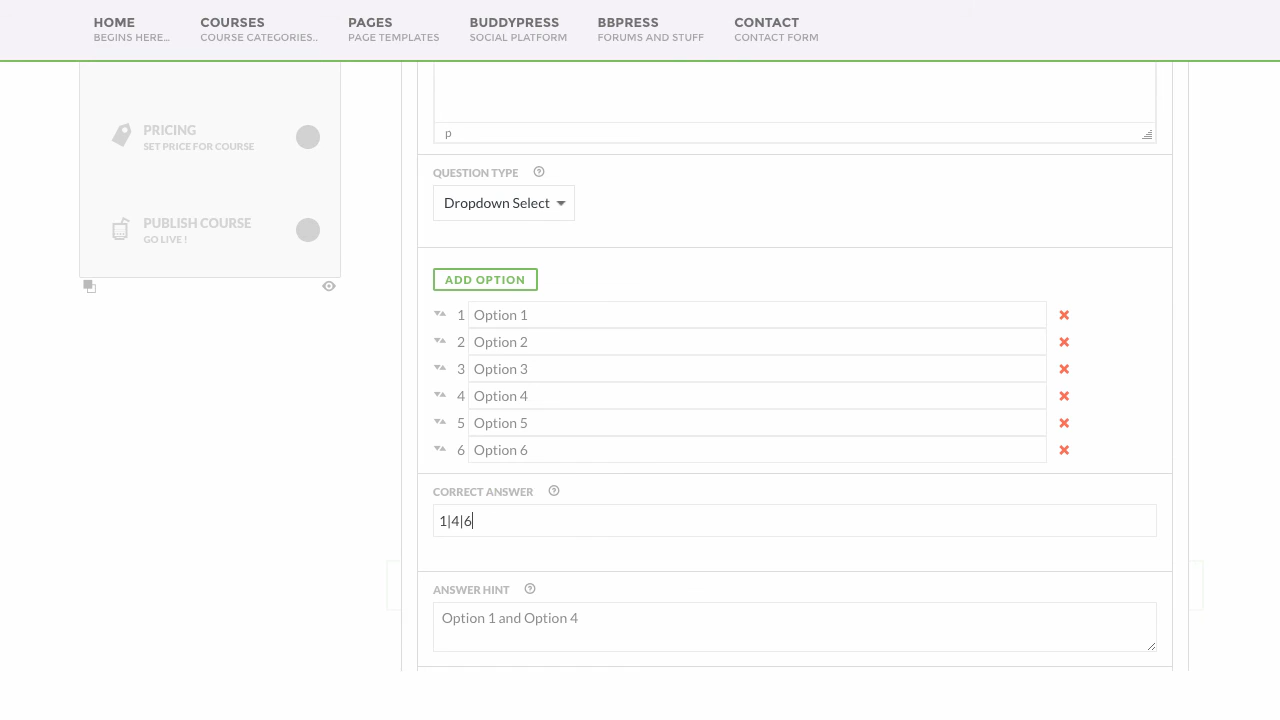 HOME
BEGINS HERE...
COURSES
COURSE CATEGORIES..
PAGES
PAGE TEMPLATES
BUDDYPRESS
SOCIAL PLATFORM
BBPRESS
FORUMS AND STUFF
CONTACT
CONTACT FORM
PRICING
SET PRICE FOR COURSE
PUBLISH COURSE
GO LIVE !
p
QUESTION TYPE
Dropdown Select
ADD OPTION
1 Option 1
2 Option 2
3 Option 3
4 Option 4
5 Option 5
6 Option 6
CORRECT ANSWER
1|4|6
ANSWER HINT
Option 1 and Option 4